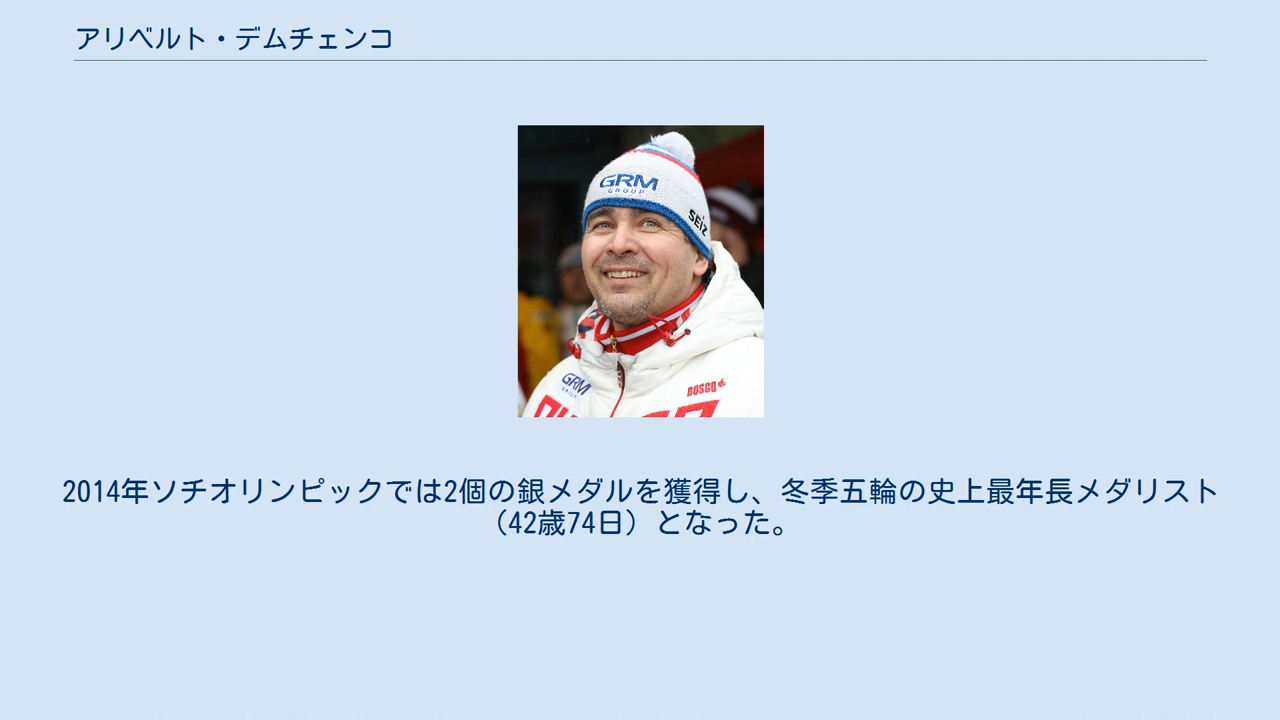 アリベルト・デムチェンコ
GRM
GROUP
SEIZ
GRM
BOSCO
2014年ソチオリンピックでは2個の銀メダルを獲得し、冬季五輪の史上最年長メダリスト
（42歳74日）となった。